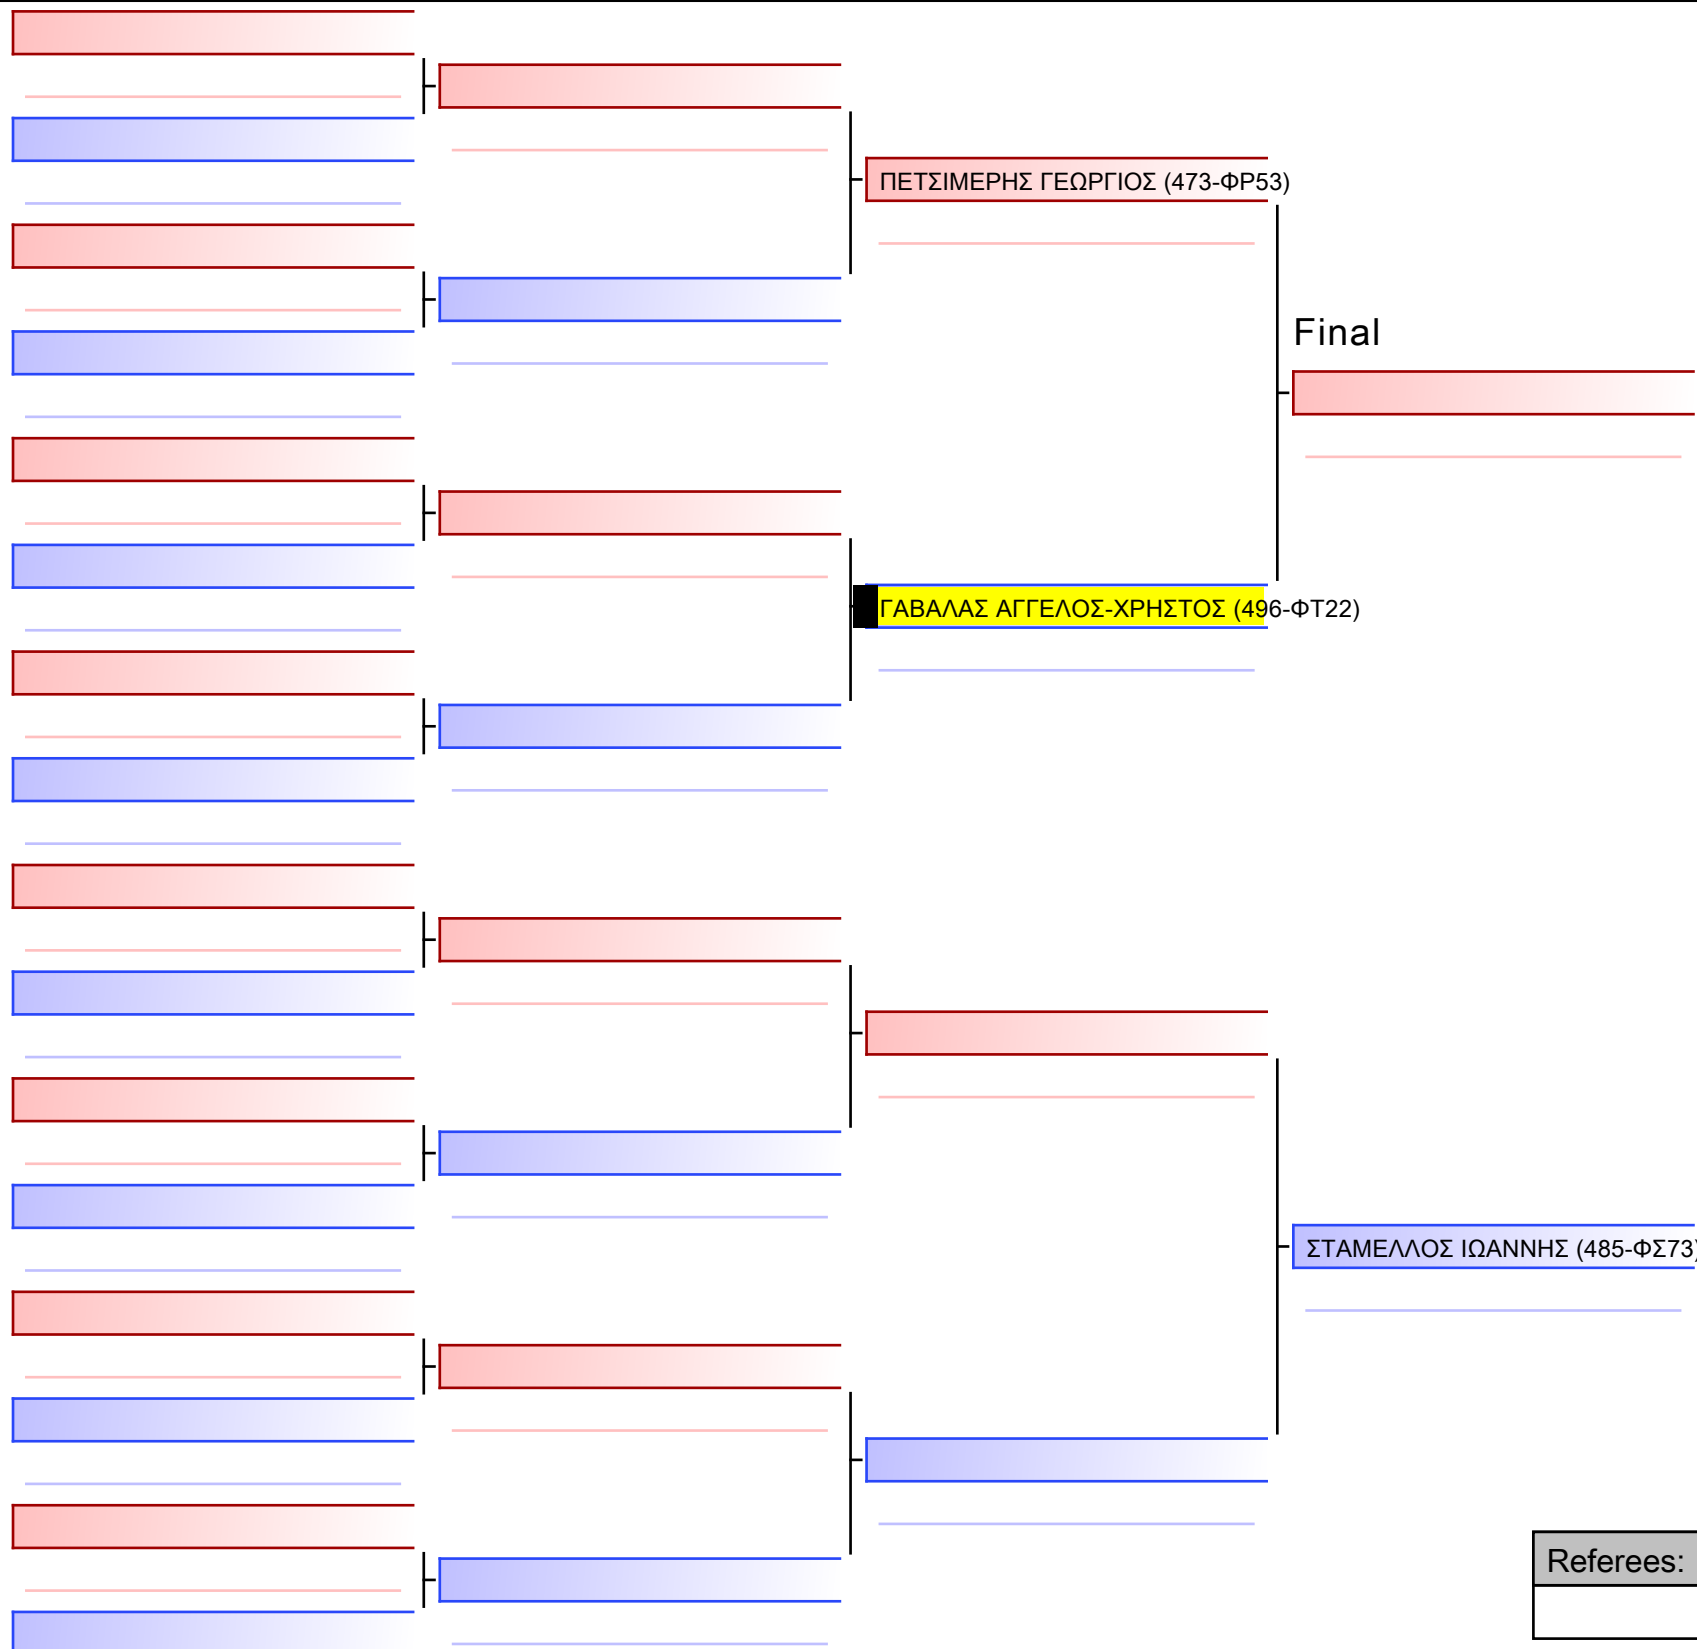 ΠΕΤΣΙΜΕΡΗΣ ΓΕΩΡΓΙΟΣ (473-ΦΡ53)
Final
ΓΑΒΑΛΑΣ ΑΓΓΕΛΟΣ-ΧΡΗΣΤΟΣ (496-ΦΤ22)
ΣΤΑΜΕΛΛΟΣ ΙΩΑΝΝΗΣ (485-ΦΣ73)
Referees: